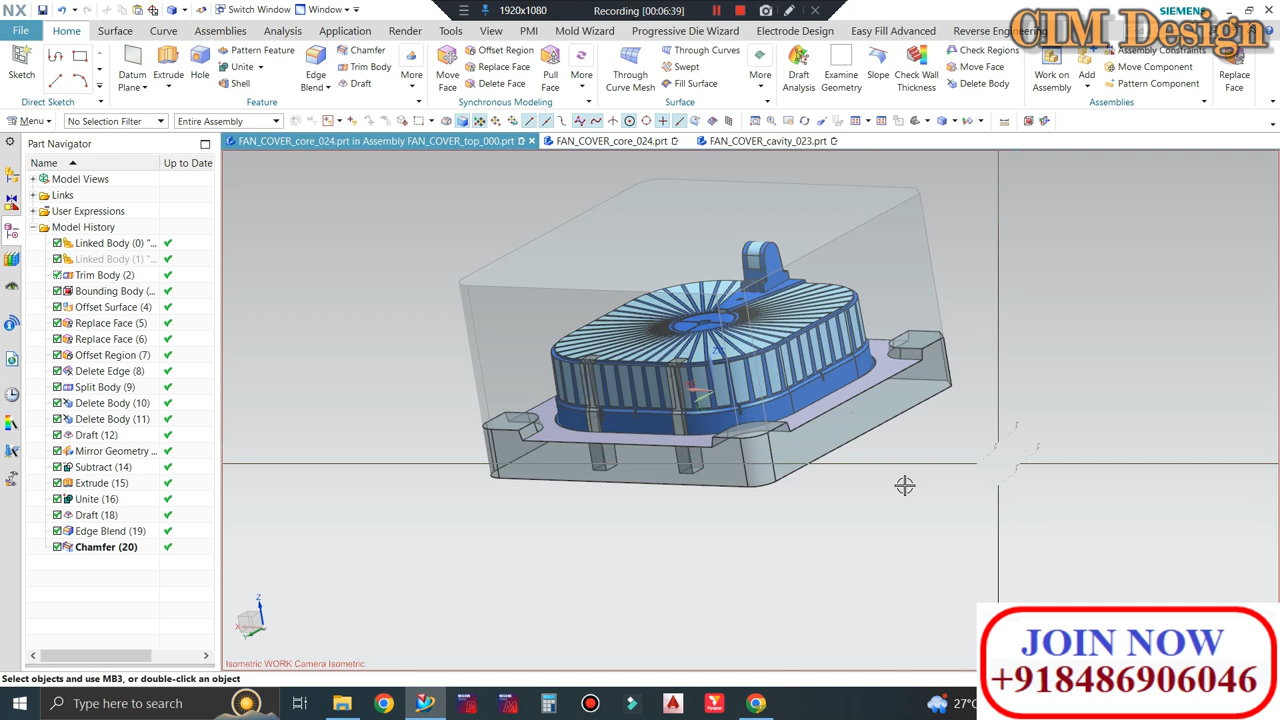 NX
Switch Window
Window
1920x1080
Recording [00:06:39]
SIEMENS
CIM Design
File
Home
Surface
Curve
Assemblies
Analysis
Application
Render
Tools
View
PMI
Mold Wizard
Progressive Die Wizard
Electrode Design
Easy Fill Advanced
Reverse Engineering
Sketch
Direct Sketch
Datum Plane
Extrude
Hole
Pattern Feature
Unite
Shell
Edge Blend
Chamfer
Trim Body
Draft
More
Feature
Move Face
Offset Region
Replace Face
Delete Face
Pull Face
More
Synchronous Modeling
Through Curve Mesh
Through Curves
Swept
Fill Surface
More
Surface
Draft Analysis
Examine Geometry
Slope
Check Wall Thickness
Check Regions
Move Face
Delete Body
Work on Assembly
Add
Assembly Constraints
Move Component
Pattern Component
Assemblies
Replace Face
Menu
No Selection Filter
Entire Assembly
Part Navigator
FAN_COVER_core_024.prt in Assembly FAN_COVER_top_000.prt
FAN_COVER_core_024.prt
FAN_COVER_cavity_023.prt
Name
Up to Date
Model Views
Links
User Expressions
Model History
Linked Body (0) "...
Linked Body (1) "...
Trim Body (2)
Bounding Body (...
Offset Surface (4)
Replace Face (5)
Replace Face (6)
Offset Region (7)
Delete Edge (8)
Split Body (9)
Delete Body (10)
Delete Body (11)
Draft (12)
Mirror Geometry ...
Subtract (14)
Extrude (15)
Unite (16)
Draft (18)
Edge Blend (19)
Chamfer (20)
Z
X
Y
Isometric WORK Camera Isometric
Select objects and use MB3, or double-click an object
JOIN NOW
+918486906046
Type here to search
27°C